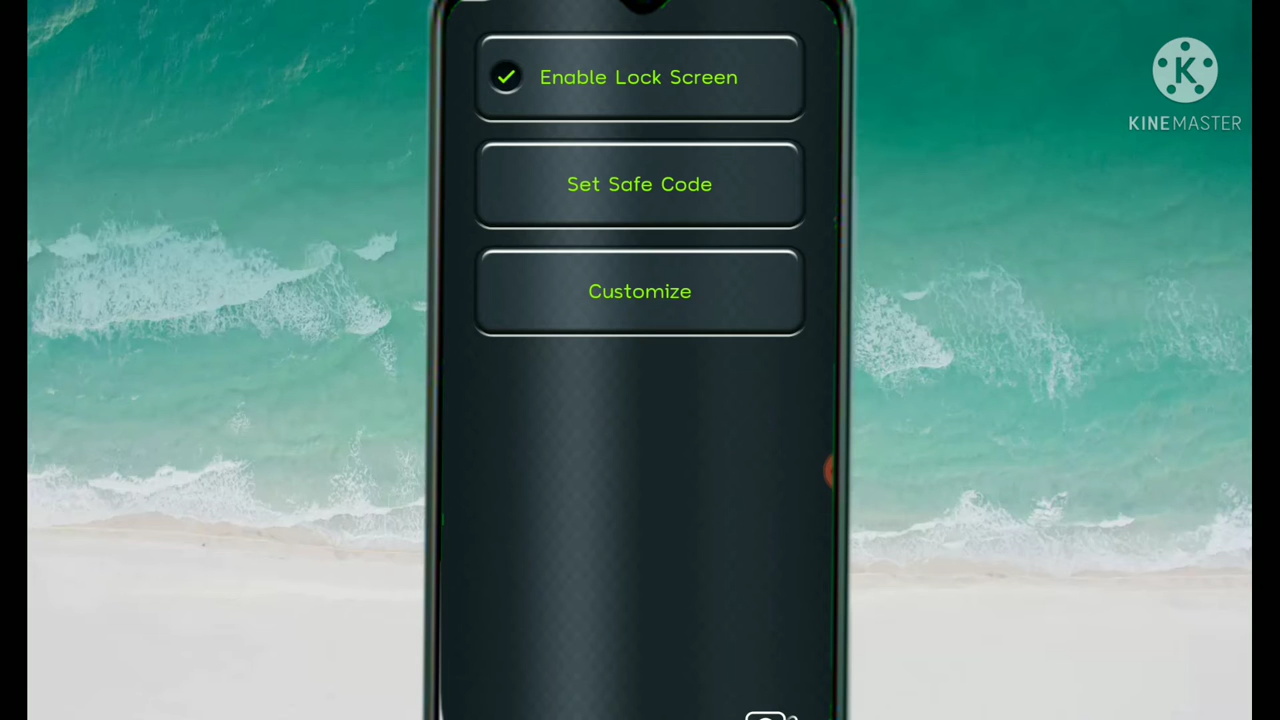 Enable Lock Screen
Set Safe Code
Customize
K
KINEMASTER